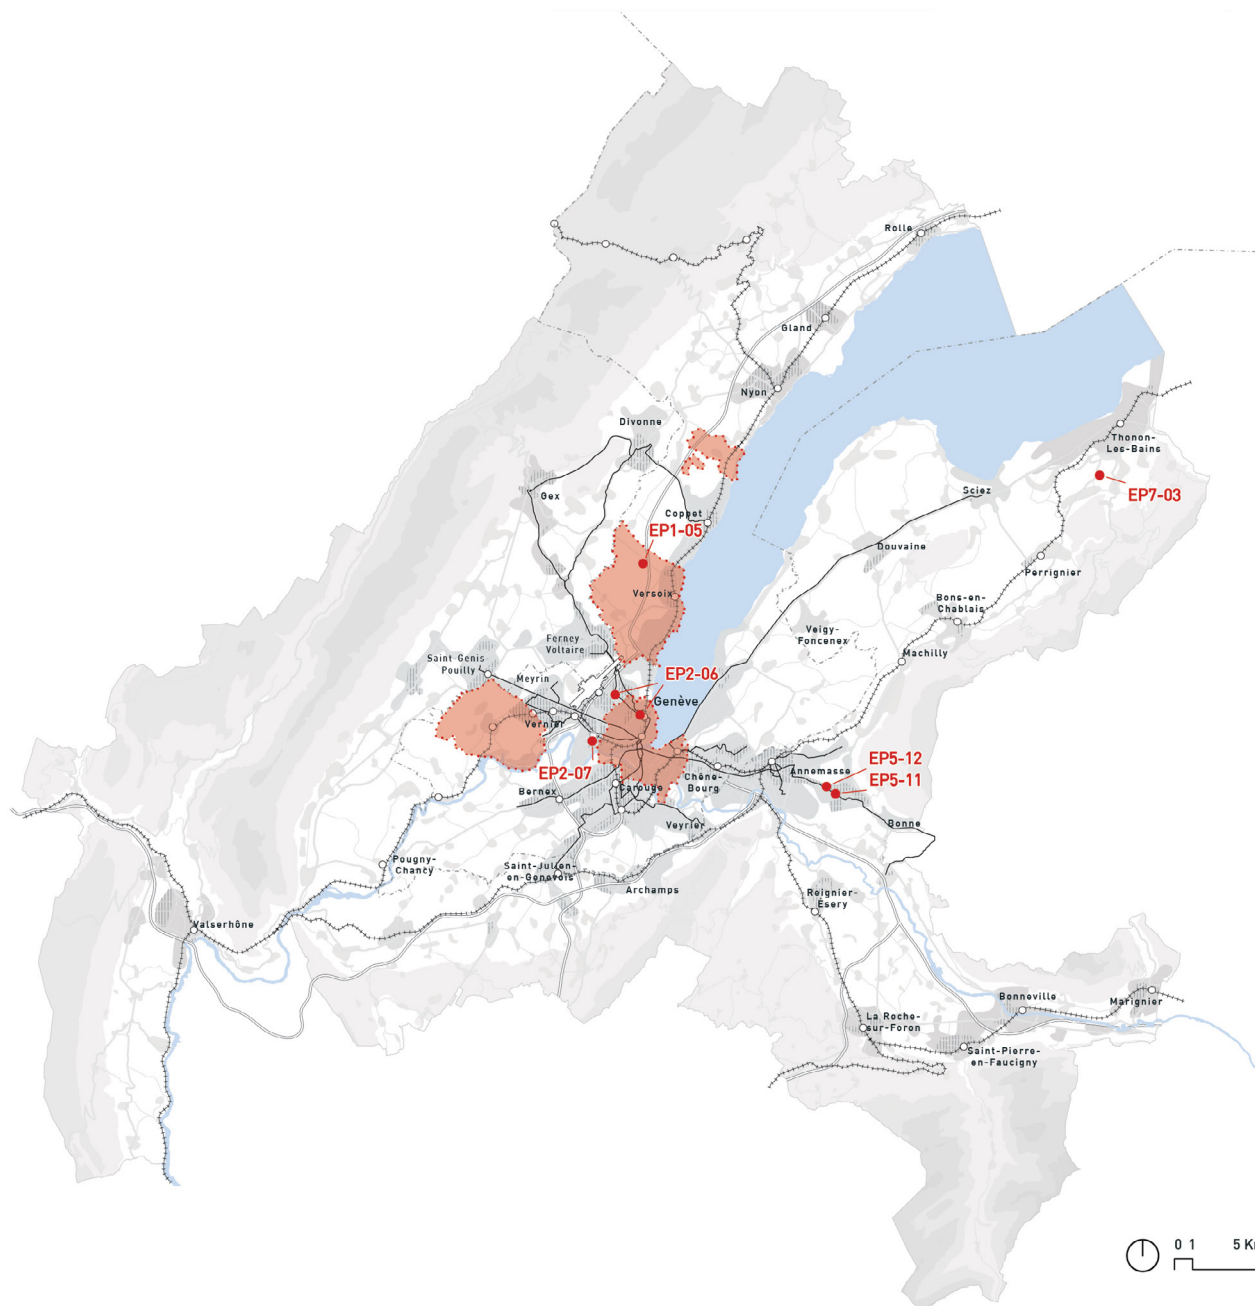 Rolle
Gland
Nyon
Divonne
Thonon-
Les-Bains
EP7-03
Sciez
Gex
Coppet
EP1-05
Douvaine
Perrignier
Versoix
Bons-en-
Chablais
Veigy-
Foncenex
Ferney
Voltaire
Machilly
Saint-Genis
Pouilly
Meyrin
EP2-06
Genève
Vernier
EP2-07
EP5-12
Annemasse
EP5-11
Chêne-
Bourg
Bernex
Carouge
Veyrier
Bonne
Pougny-
Chancy
Saint-Julien-
en-Genevois
Archamps
Reignier-
Ésery
Valserhône
Bonneville
Marignier
La Roche-
sur-Foron
Saint-Pierre-
en-Faucigny
0 1 5 K